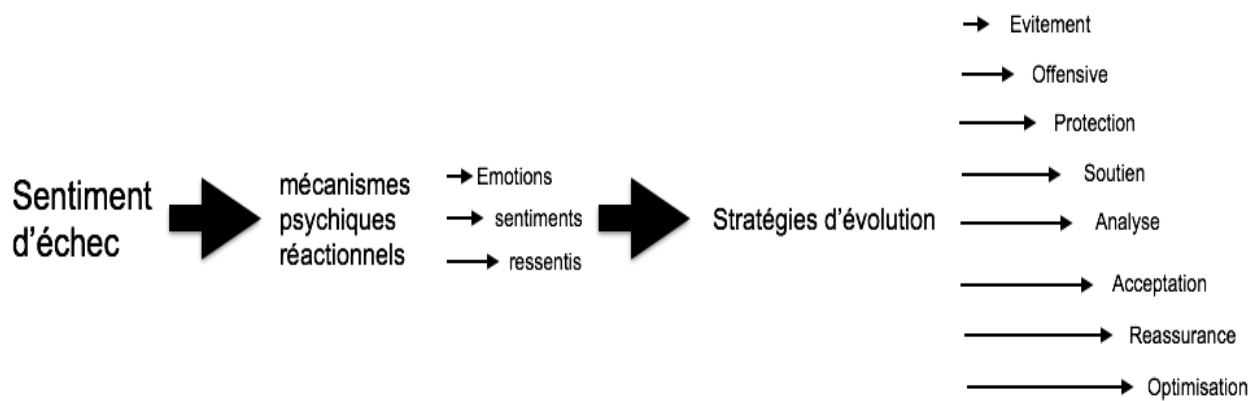 Sentiment
d'échec
mécanismes
psychiques
réactionnels
Emotions
sentiments
ressentis
Stratégies d'évolution
Evitement
Offensive
Protection
Soutien
Analyse
Acceptation
Reassurance
Optimisation